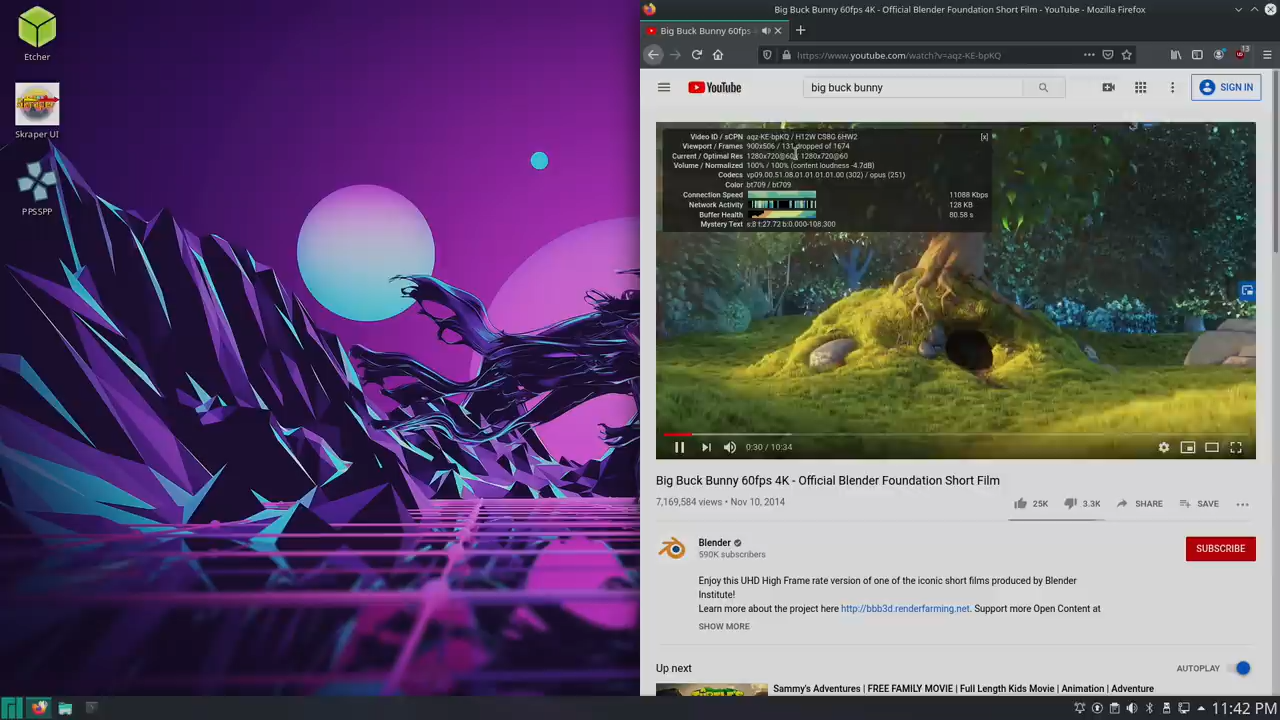 Etcher
Skraper UI
PPSSPP
Big Buck Bunny 60fps 4K - Official Blender Foundation Short Film - YouTube - Mozilla Firefox
Big Buck Bunny 60fps
https://www.youtube.com/watch?v=aqz-KE-bpKQ
13
YouTube
big buck bunny
SIGN IN
Video ID / sCPN aqz-KE-bpKQ / H12W CS8G 6HW2
[x]
Viewport / Frames 900x506 / 131 dropped of 1674
Current / Optimal Res 1280x720@60 / 1280x720@60
Volume / Normalized 100% / 100% (content loudness -4.7dB)
Codecs vp09.00.51.08.01.01.01.01.00 (302) / opus (251)
Color bt709 / bt709
Connection Speed 11088 Kbps
Network Activity 128 KB
Buffer Health 80.58 s
Mystery Text s:8 t:27.72 b:0.000-108.300
0:30 / 10:34
Big Buck Bunny 60fps 4K - Official Blender Foundation Short Film
7,169,584 views • Nov 10, 2014
25K 3.3K SHARE SAVE
Blender
590K subscribers
SUBSCRIBE
Enjoy this UHD High Frame rate version of one of the iconic short films produced by Blender
Institute!
Learn more about the project here http://bbb3d.renderfarming.net. Support more Open Content at
SHOW MORE
Up next
AUTOPLAY
Sammy's Adventures | FREE FAMILY MOVIE | Full Length Kids Movie | Animation | Adventure
11:42 PM